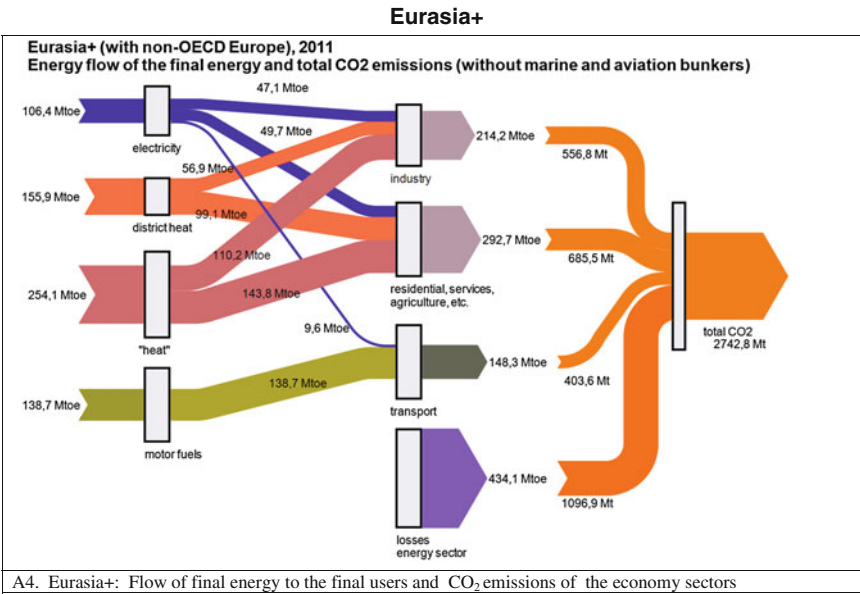 Eurasia+
Eurasia+ (with non-OECD Europe), 2011
Energy flow of the final energy and total CO2 emissions (without marine and aviation bunkers)
47,1 Mtoe
106,4 Mtoe
49,7 Mtoe
electricity
214,2 Mtoe
556,8 Mt
56,9 Mtoe
industry
155,9 Mtoe
99,1 Mtoe
district heat
292,7 Mtoe
685,5 Mt
110,2 Mtoe
254,1 Mtoe
143,8 Mtoe
residential, services,
agriculture, etc.
9,6 Mtoe
total CO2
2742,8 Mt
"heat"
148,3 Mtoe
403,6 Mt
138,7 Mtoe
138,7 Mtoe
transport
motor fuels
434,1 Mtoe
1096,9 Mt
losses
energy sector
A4. Eurasia+: Flow of final energy to the final users and CO2 emissions of the economy sectors